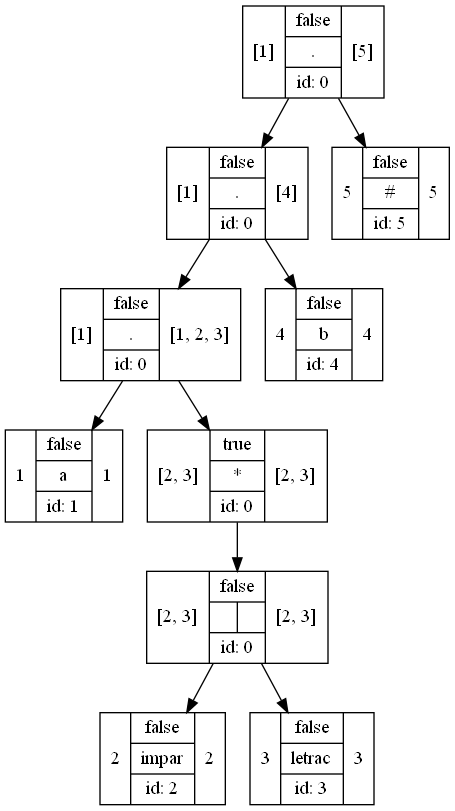 false
[1] . [5]
id: 0
false
[1] . [4]
id: 0
false
5 # 5
id: 5
false
[1] . [1, 2, 3]
id: 0
false
4 b 4
id: 4
false
1 a 1
id: 1
true
[2, 3] * [2, 3]
id: 0
false
[2, 3] | [2, 3]
id: 0
false
2 impar 2
id: 2
false
3 letrac 3
id: 3